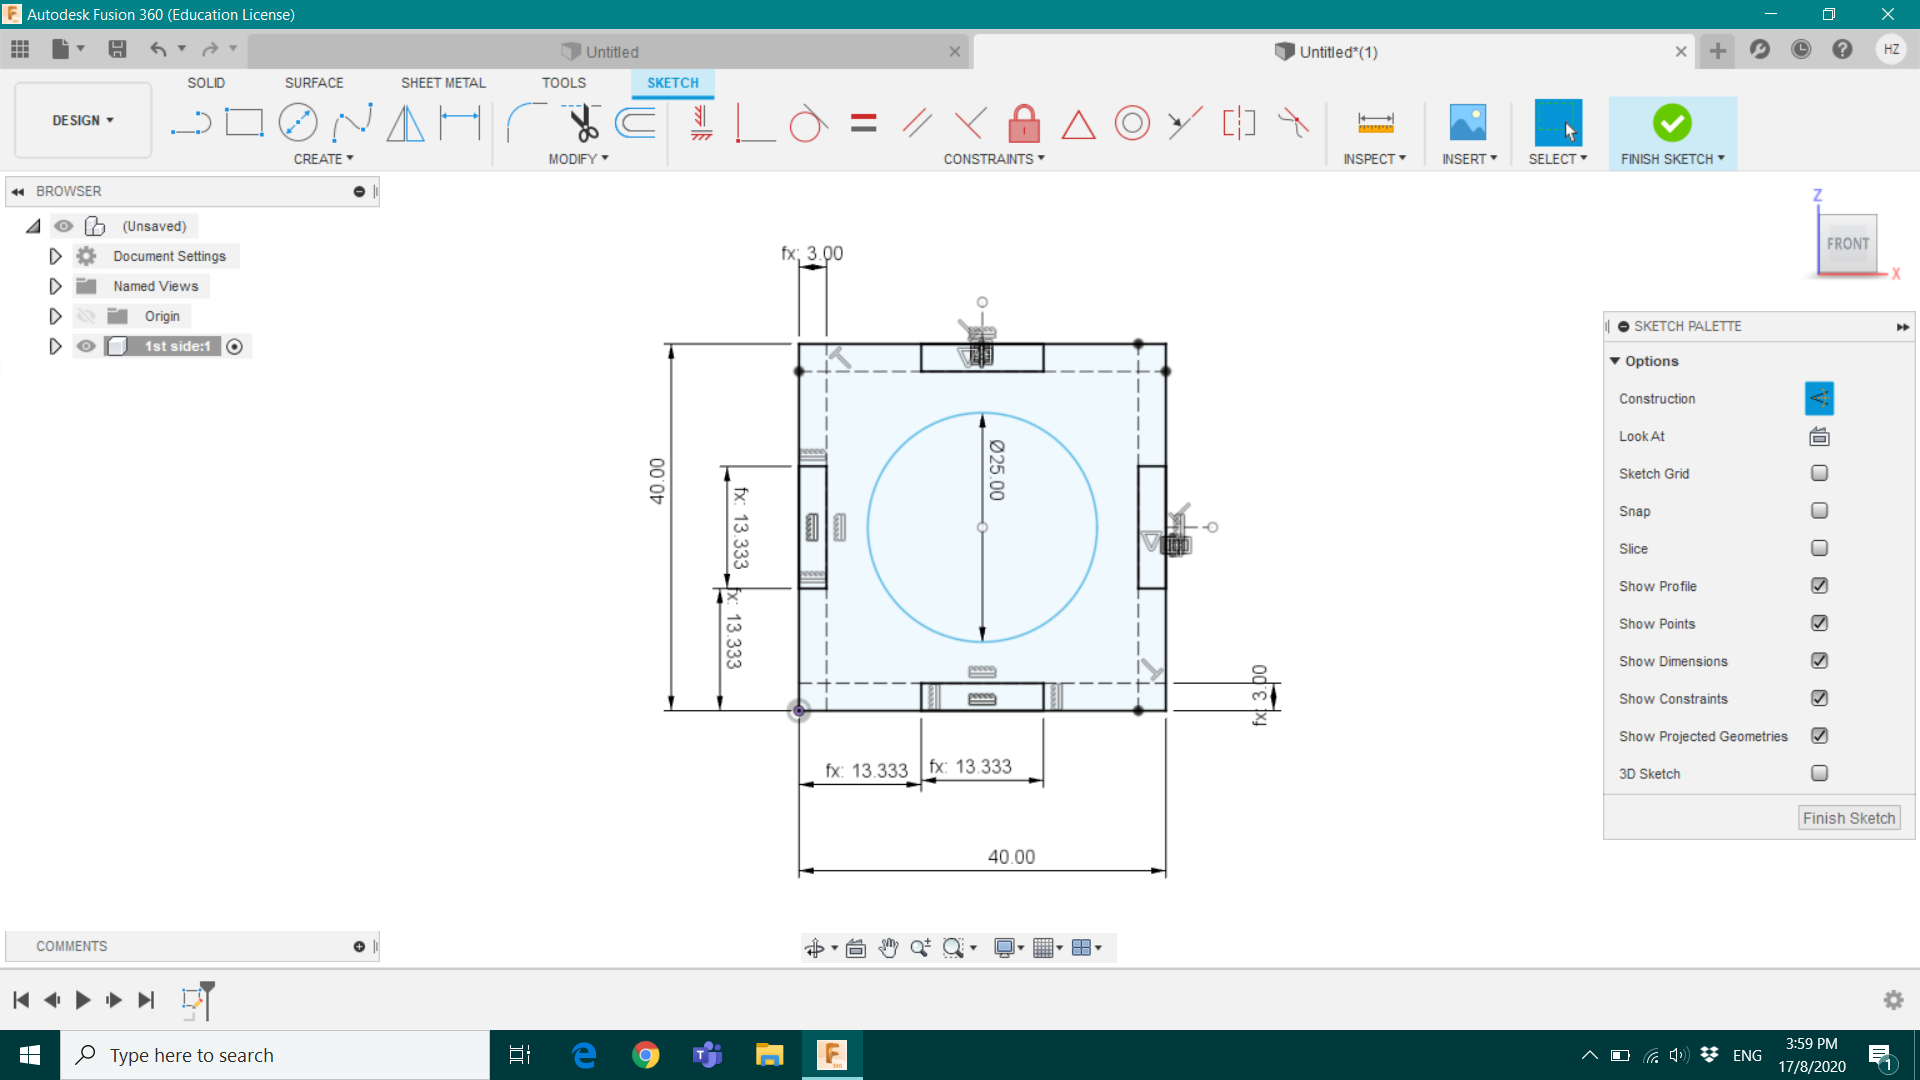 Autodesk Fusion 360 (Education License)
Untitled
Untitled*(1)
HZ
SOLID
SURFACE
SHEET METAL
TOOLS
SKETCH
DESIGN
CREATE
MODIFY
CONSTRAINTS
INSPECT
INSERT
SELECT
FINISH SKETCH
BROWSER
(Unsaved)
Document Settings
Named Views
Origin
1st side:1
Z
FRONT
X
fx: 3.00
40.00
fx: 13.333
fx: 13.333
Ø25.00
fx: 3.00
fx: 13.333
fx: 13.333
40.00
SKETCH PALETTE
Options
Construction
Look At
Sketch Grid
Snap
Slice
Show Profile
Show Points
Show Dimensions
Show Constraints
Show Projected Geometries
3D Sketch
Finish Sketch
COMMENTS
Type here to search
ENG
3:59 PM
17/8/2020
1